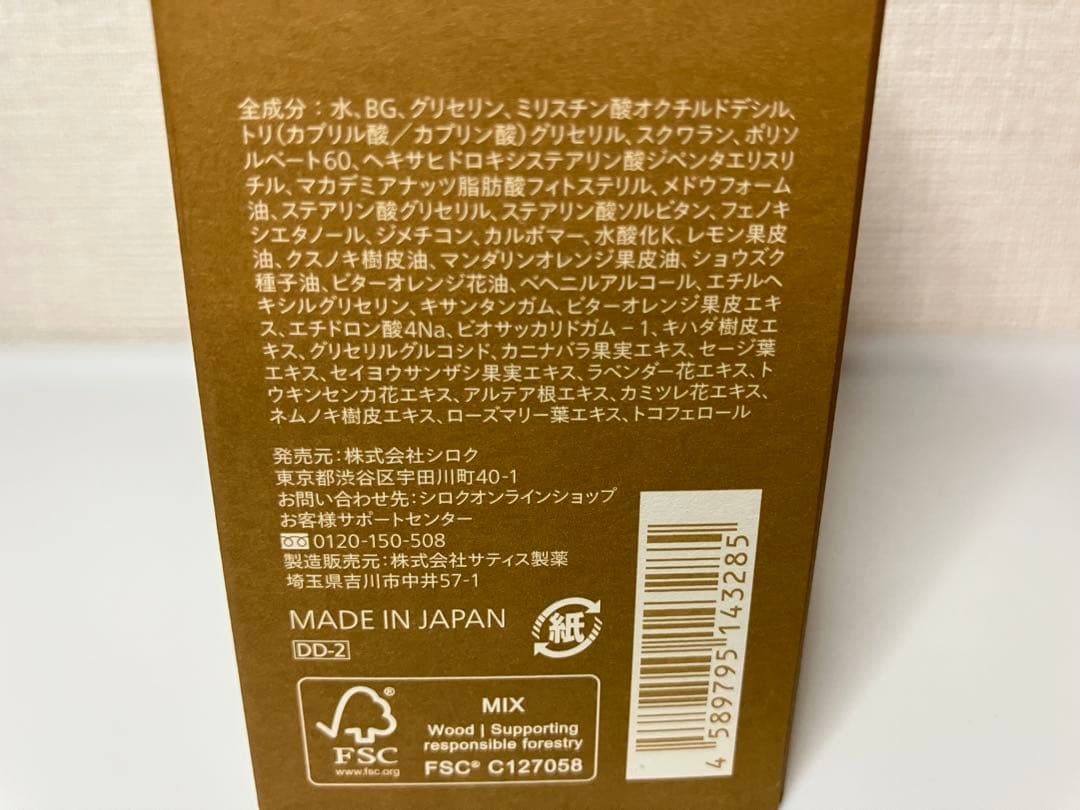 全成分：水、BG、グリセリン、ミリスチン酸オクチルドデシル、
トリ(カプリル酸／カプリン酸)グリセリル、スクワラン、ポリソ
ルベート60、ヘキサヒドロキシステアリン酸ジペンタエリスリ
チル、マカデミアナッツ脂肪酸フィトステリル、メドウフォーム
油、ステアリン酸グリセリル、ステアリン酸ソルビタン、フェノキ
シエタノール、ジメチコン、カルボマー、水酸化K、レモン果皮
油、クスノキ樹皮油、マンダリンオレンジ果皮油、ショウズク
種子油、ビターオレンジ花油、ベヘニルアルコール、エチルヘ
キシルグリセリン、キサンタンガム、ビターオレンジ果皮エキ
ス、エチドロン酸4Na、ビオサッカリドガム－1、キハダ樹皮エ
キス、グリセリルグルコシド、カニナバラ果実エキス、セージ葉
エキス、セイヨウサンザシ果実エキス、ラベンダー花エキス、ト
ウキンセンカ花エキス、アルテア根エキス、カミツレ花エキス、
ネムノキ樹皮エキス、ローズマリー葉エキス、トコフェロール
発売元：株式会社シロク
東京都渋谷区宇田川町40-1
お問い合わせ先：シロクオンラインショップ
お客様サポートセンター
0120-150-508
製造販売元：株式会社サティス製薬
埼玉県吉川市中井57-1
MADE IN JAPAN
紙
DD-2
FSC®
www.fsc.org
MIX
Wood | Supporting
responsible forestry
FSC® C127058
4 589795 143285